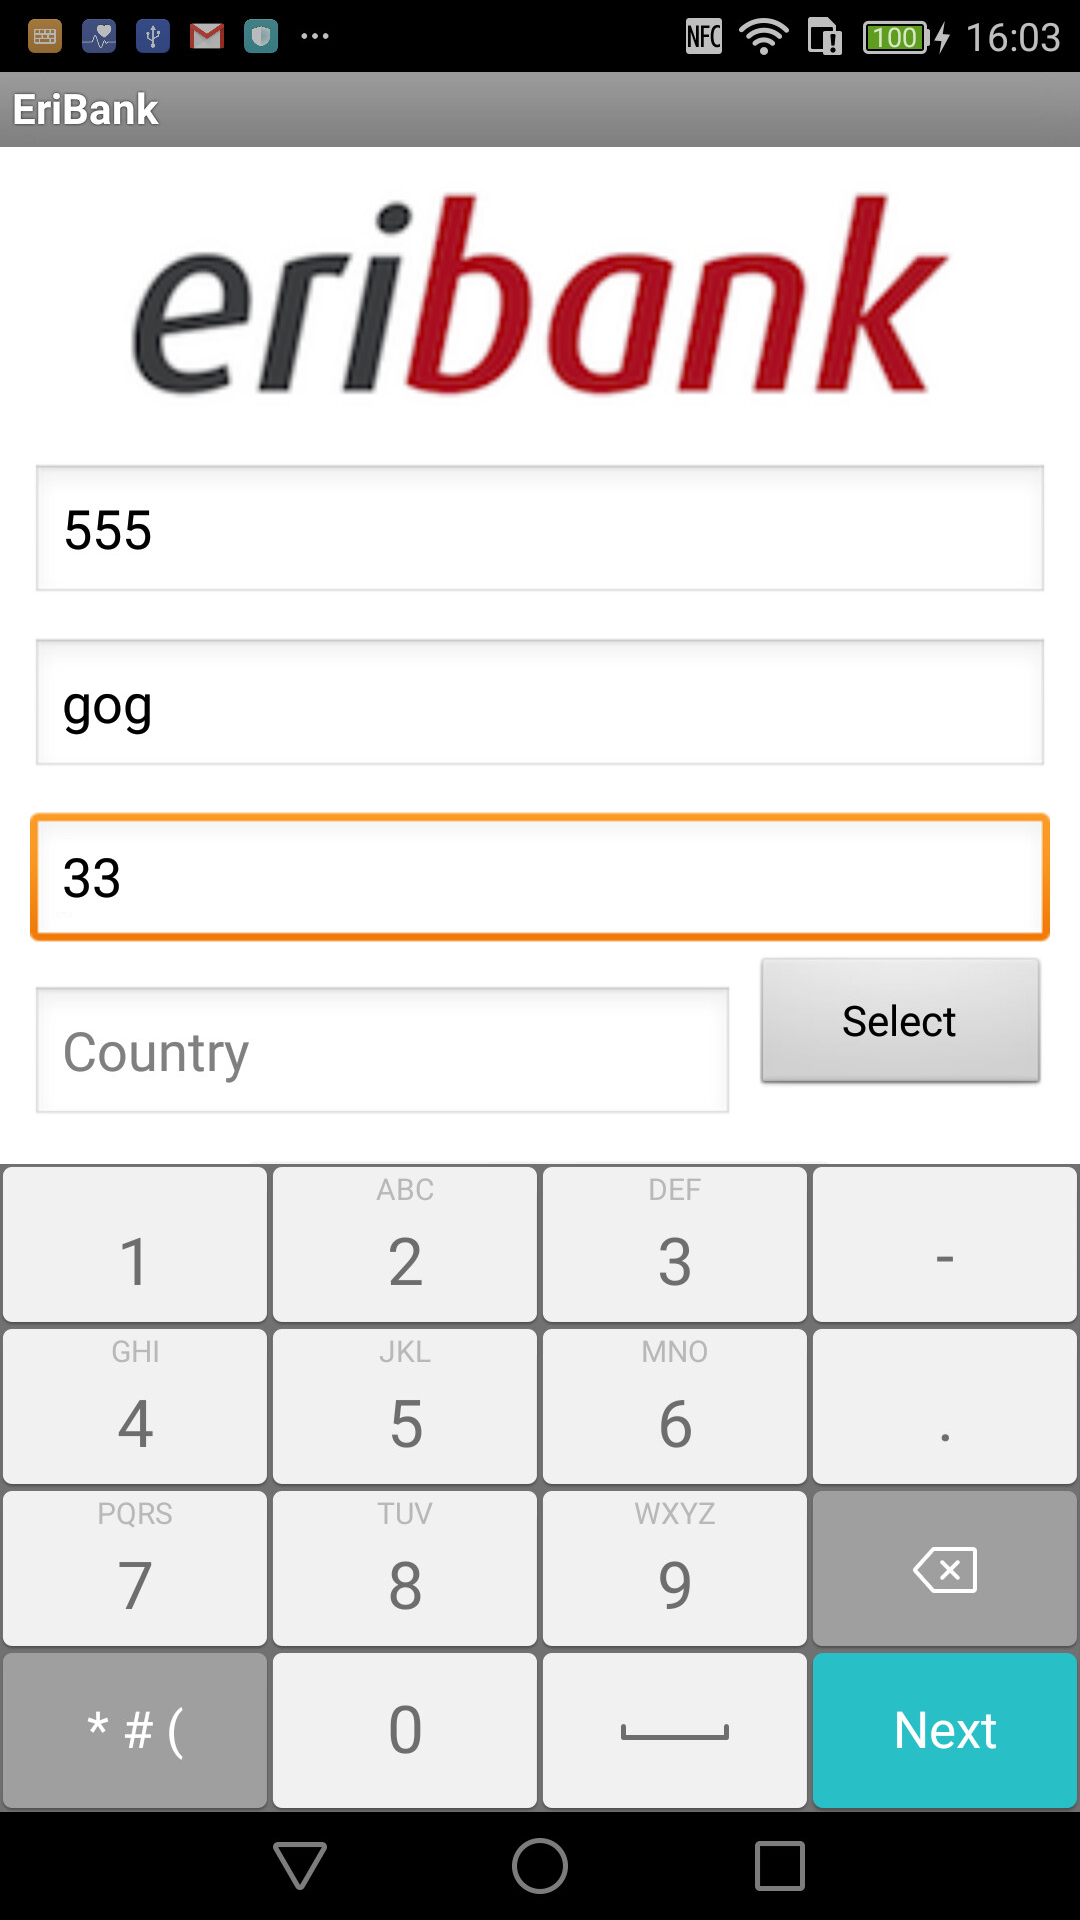 NFC 100 16:03
EriBank
eribank
555
gog
33
Country
Select
1
ABC
2
DEF
3
-
GHI
4
JKL
5
MNO
6
.
PQRS
7
TUV
8
WXYZ
9
* # (
0
Next